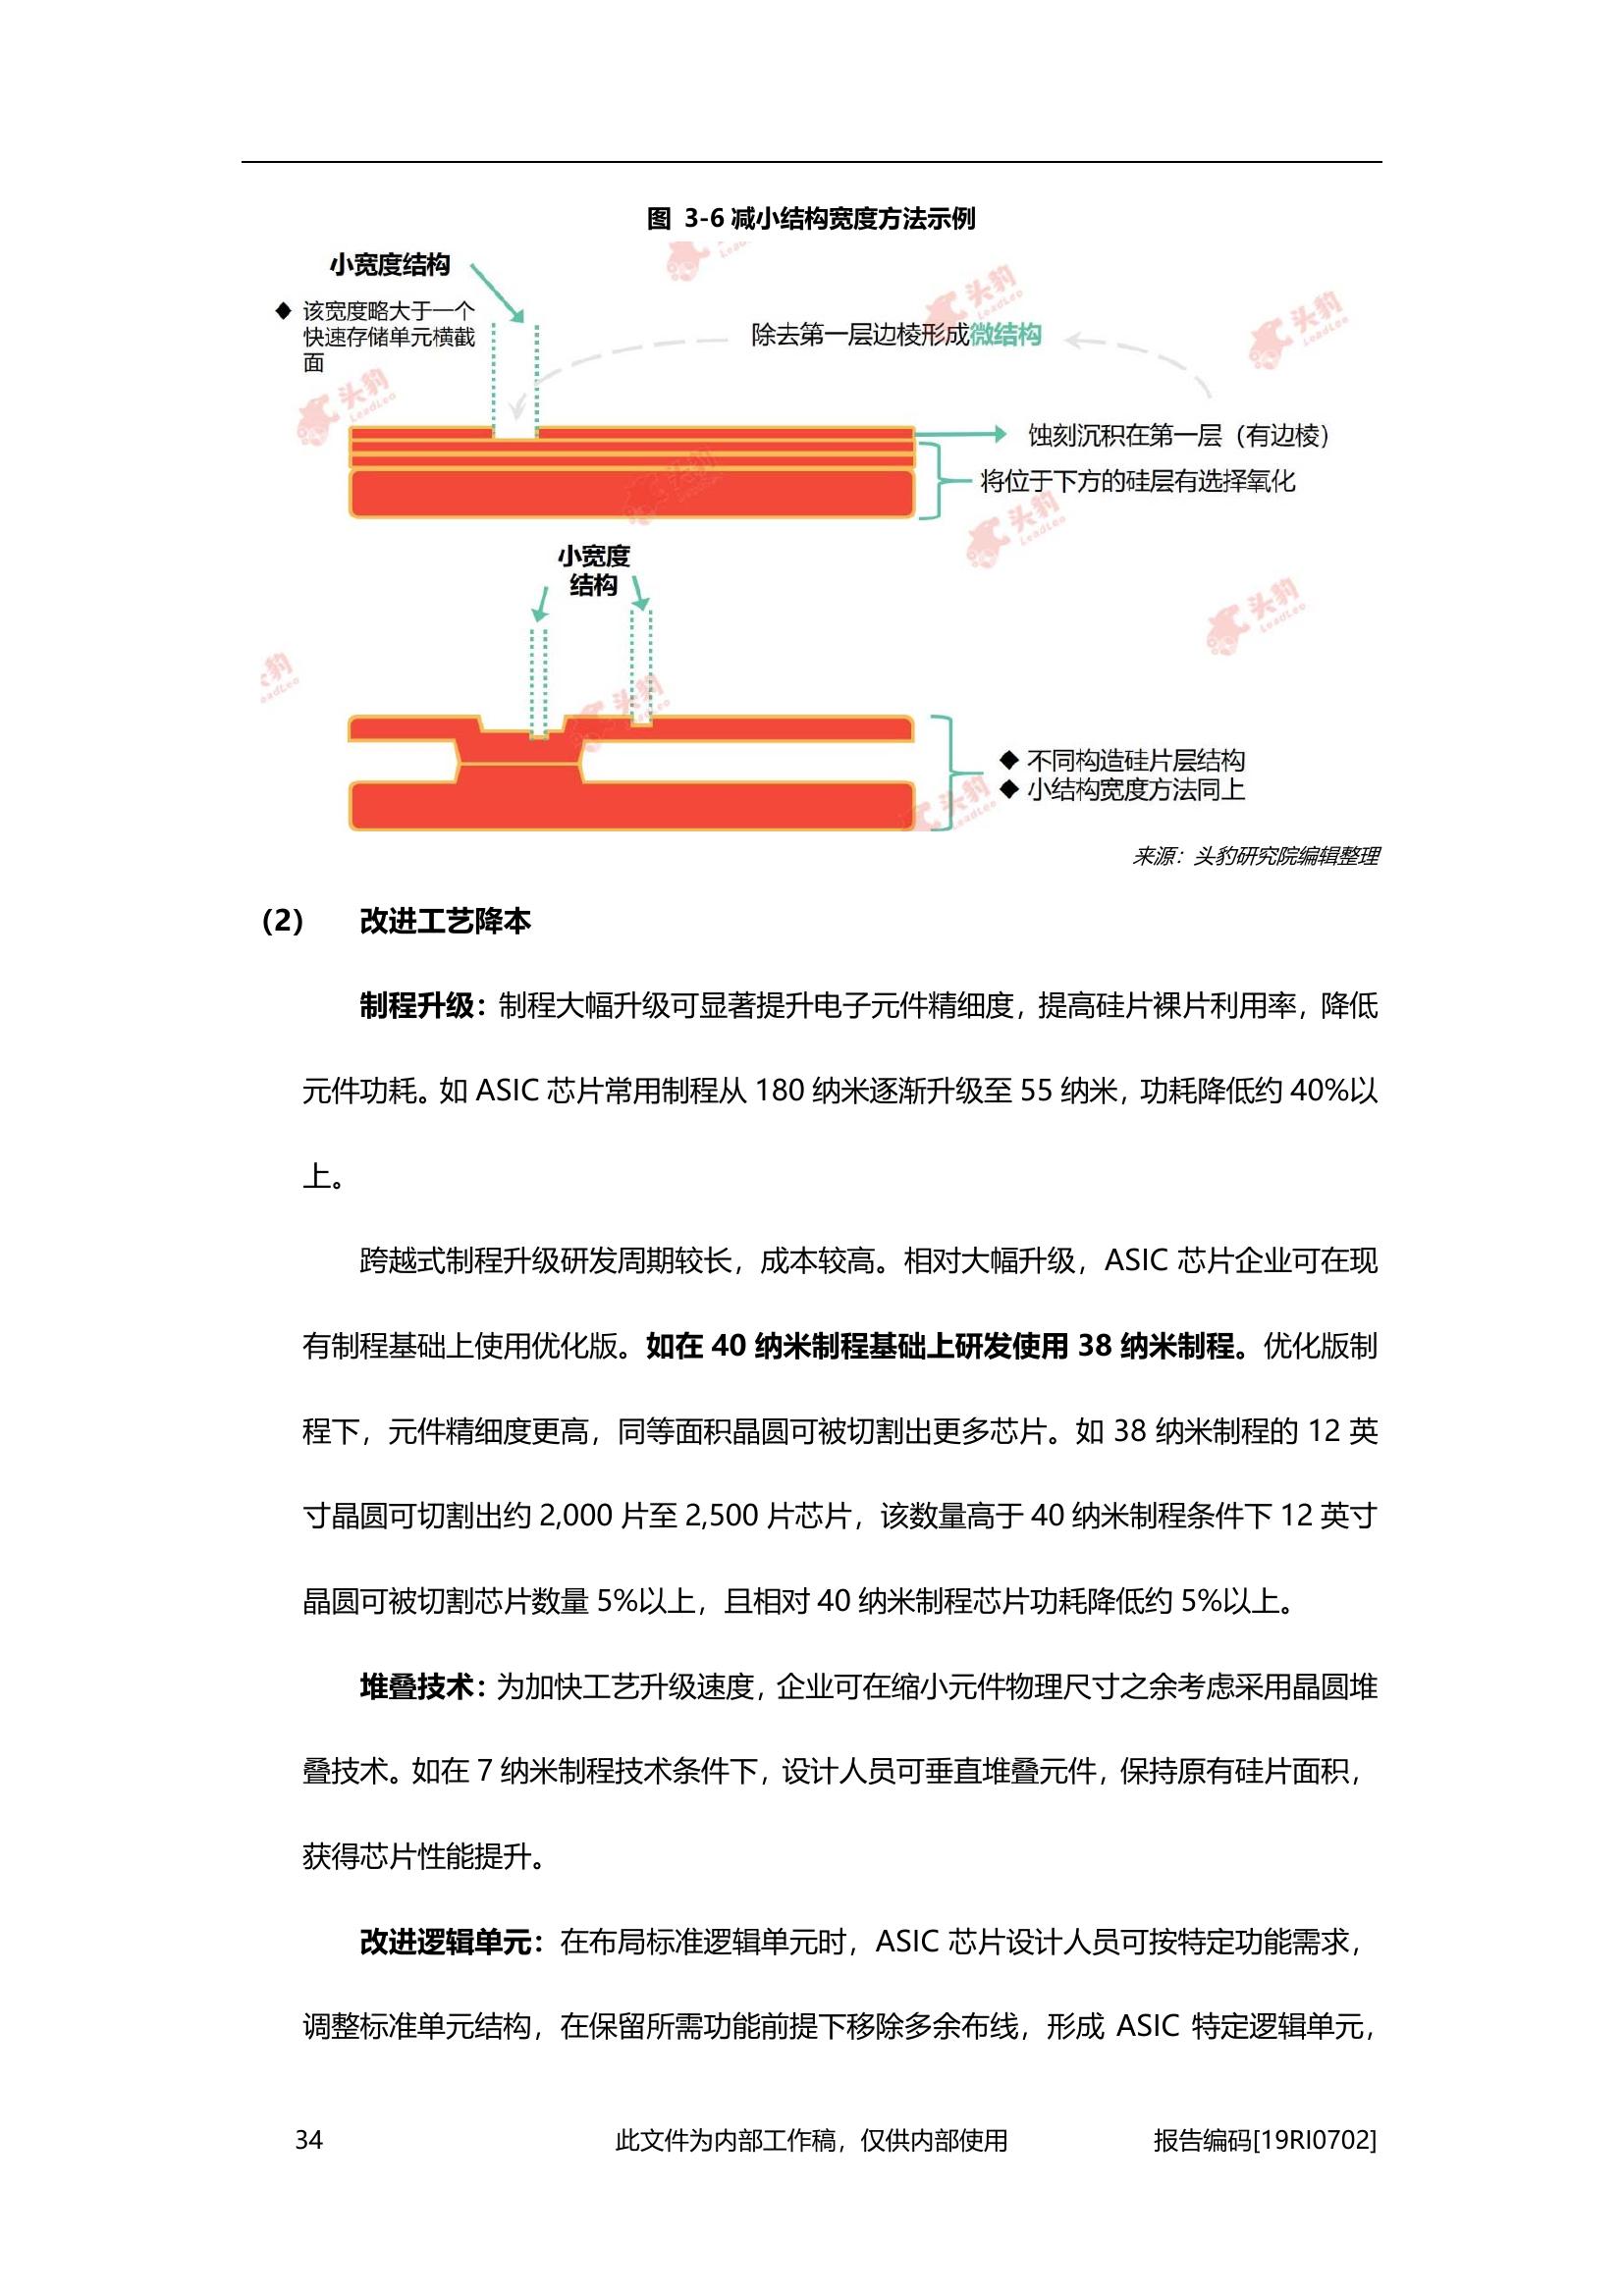 图 3-6 减小结构宽度方法示例
小宽度结构
◆ 该宽度略大于一个
快速存储单元横截
面
除去第一层边棱形成微结构
蚀刻沉积在第一层（有边棱）
将位于下方的硅层有选择氧化
小宽度
结构
◆ 不同构造硅片层结构
◆ 小结构宽度方法同上
头豹
LeadLeo
来源：头豹研究院编辑整理
（2） 改进工艺降本
制程升级：制程大幅升级可显著提升电子元件精细度，提高硅片裸片利用率，降低
元件功耗。如 ASIC 芯片常用制程从 180 纳米逐渐升级至 55 纳米，功耗降低约 40%以
上。
跨越式制程升级研发周期较长，成本较高。相对大幅升级，ASIC 芯片企业可在现
有制程基础上使用优化版。如在 40 纳米制程基础上研发使用 38 纳米制程。优化版制
程下，元件精细度更高，同等面积晶圆可被切割出更多芯片。如 38 纳米制程的 12 英
寸晶圆可切割出约 2,000 片至 2,500 片芯片，该数量高于 40 纳米制程条件下 12 英寸
晶圆可被切割芯片数量 5%以上，且相对 40 纳米制程芯片功耗降低约 5%以上。
堆叠技术：为加快工艺升级速度，企业可在缩小元件物理尺寸之余考虑采用晶圆堆
叠技术。如在 7 纳米制程技术条件下，设计人员可垂直堆叠元件，保持原有硅片面积，
获得芯片性能提升。
改进逻辑单元：在布局标准逻辑单元时，ASIC 芯片设计人员可按特定功能需求，
调整标准单元结构，在保留所需功能前提下移除多余布线，形成 ASIC 特定逻辑单元，
34 此文件为内部工作稿，仅供内部使用 报告编码[19RI0702]